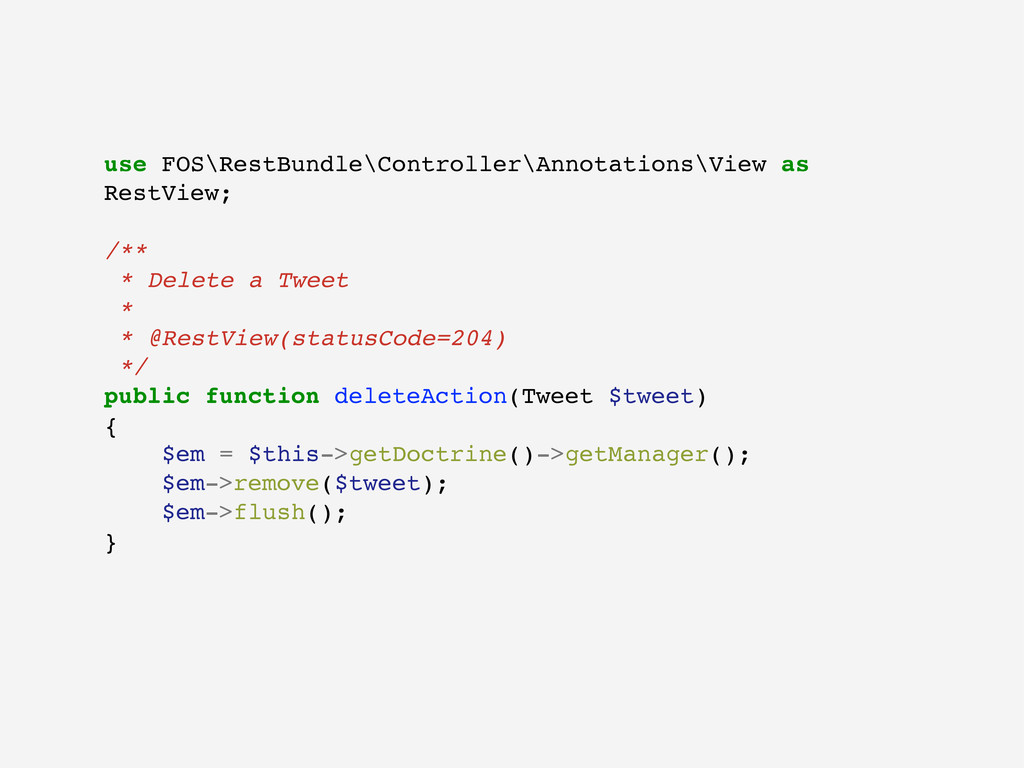 use FOS\RestBundle\Controller\Annotations\View as
RestView;
/**
 * Delete a Tweet
 *
 * @RestView(statusCode=204)
 */
public function deleteAction(Tweet $tweet)
{
    $em = $this->getDoctrine()->getManager();
    $em->remove($tweet);
    $em->flush();
}